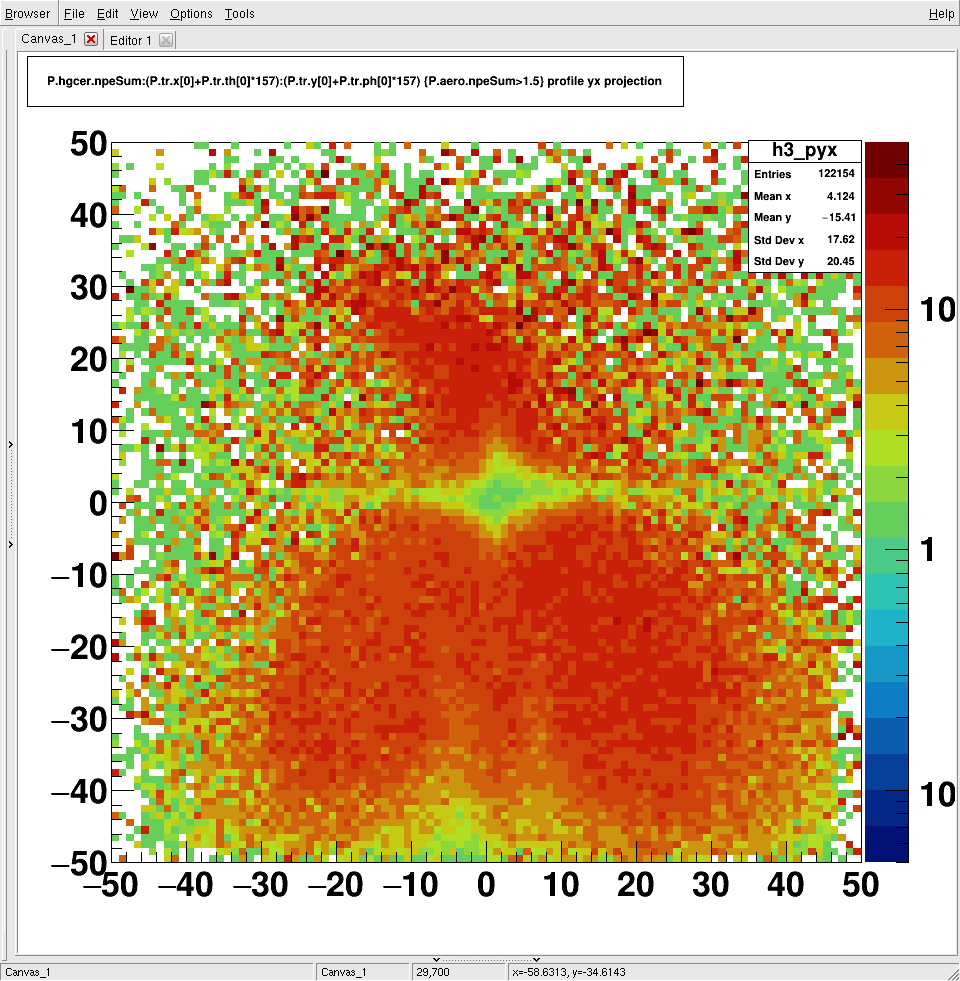 Browser File Edit View Options Tools Help
Canvas_1 Editor 1
P.hgcer.npeSum:(P.tr.x[0]+P.tr.th[0]*157):(P.tr.y[0]+P.tr.ph[0]*157) {P.aero.npeSum>1.5} profile yx projection
h3_pyx
Entries 122154
Mean x 4.124
Mean y −15.41
Std Dev x 17.62
Std Dev y 20.45
50
40
30
20
10
0
−10
−20
−30
−40
−50
−50 −40 −30 −20 −10 0 10 20 30 40 50
10
1
10
Canvas_1 Canvas_1 29,700 x=-58.6313, y=-34.6143